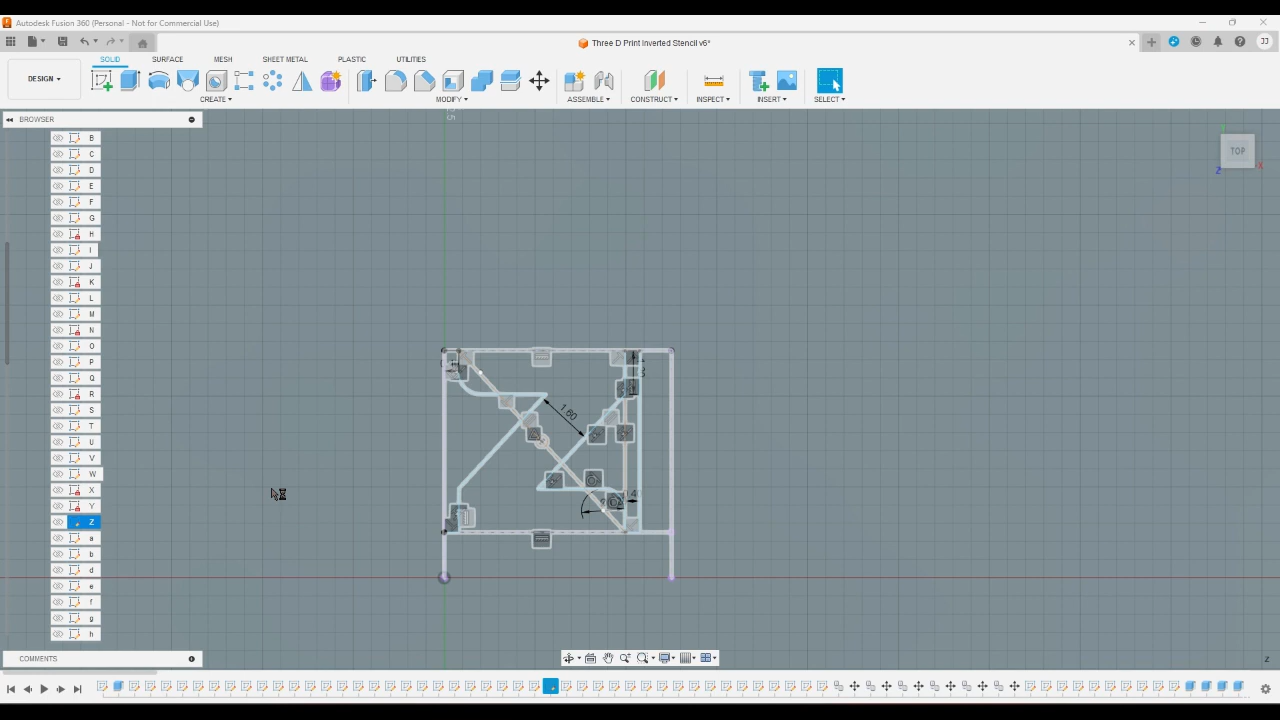 Autodesk Fusion 360 (Personal - Not for Commercial Use)
Three D Print Inverted Stencil v6*
JJ
SOLID SURFACE MESH SHEET METAL PLASTIC UTILITIES
DESIGN
CREATE MODIFY ASSEMBLE CONSTRUCT INSPECT INSERT SELECT
BROWSER
TOP
X
Z
B
C
D
E
F
G
H
I
J
K
L
M
N
O
P
Q
R
S
T
U
V
W
X
Y
Z
a
b
d
e
f
g
h
1.60
COMMENTS
Z